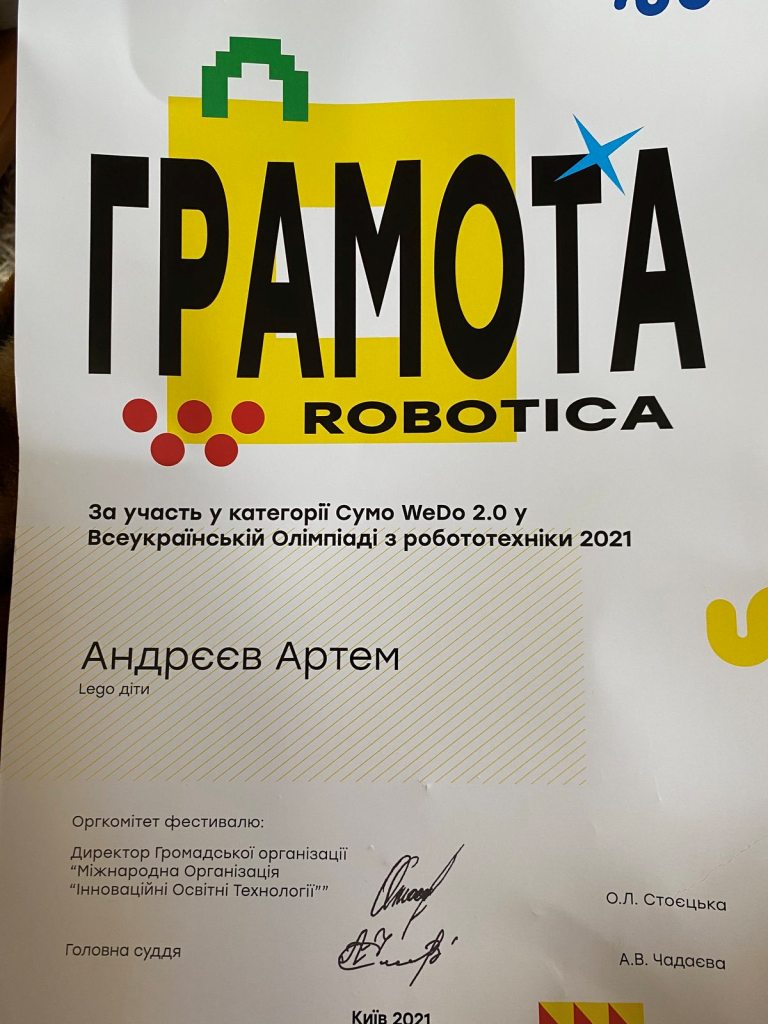 ГРАМОТА
ROBOTICA
За участь у категорії Сумо WeDo 2.0 у
Всеукраїнській Олімпіаді з робототехніки 2021
Андрєєв Артем
Lego діти
Оргкомітет фестивалю:
Директор Громадської організації
“Міжнародна Організація
“Інноваційні Освітні Технології””
О.Л. Стоєцька
Головна суддя
А.В. Чадаєва
Київ 2021